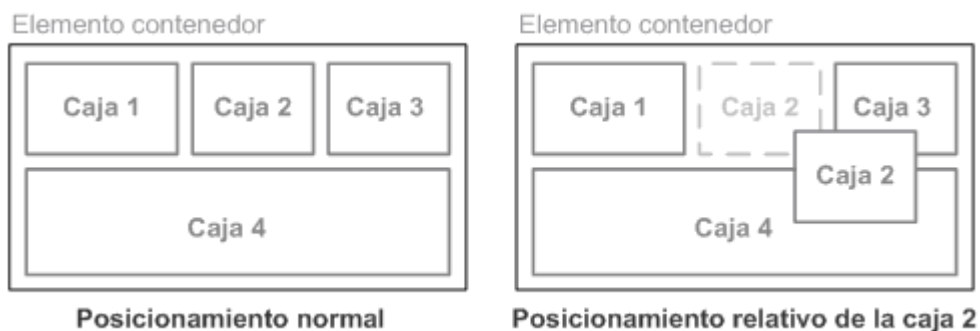 Elemento contenedor
Caja 1 Caja 2 Caja 3
Caja 4
Posicionamiento normal
Elemento contenedor
Caja 1 Caja 2 Caja 3
Caja 2
Caja 4
Posicionamiento relativo de la caja 2